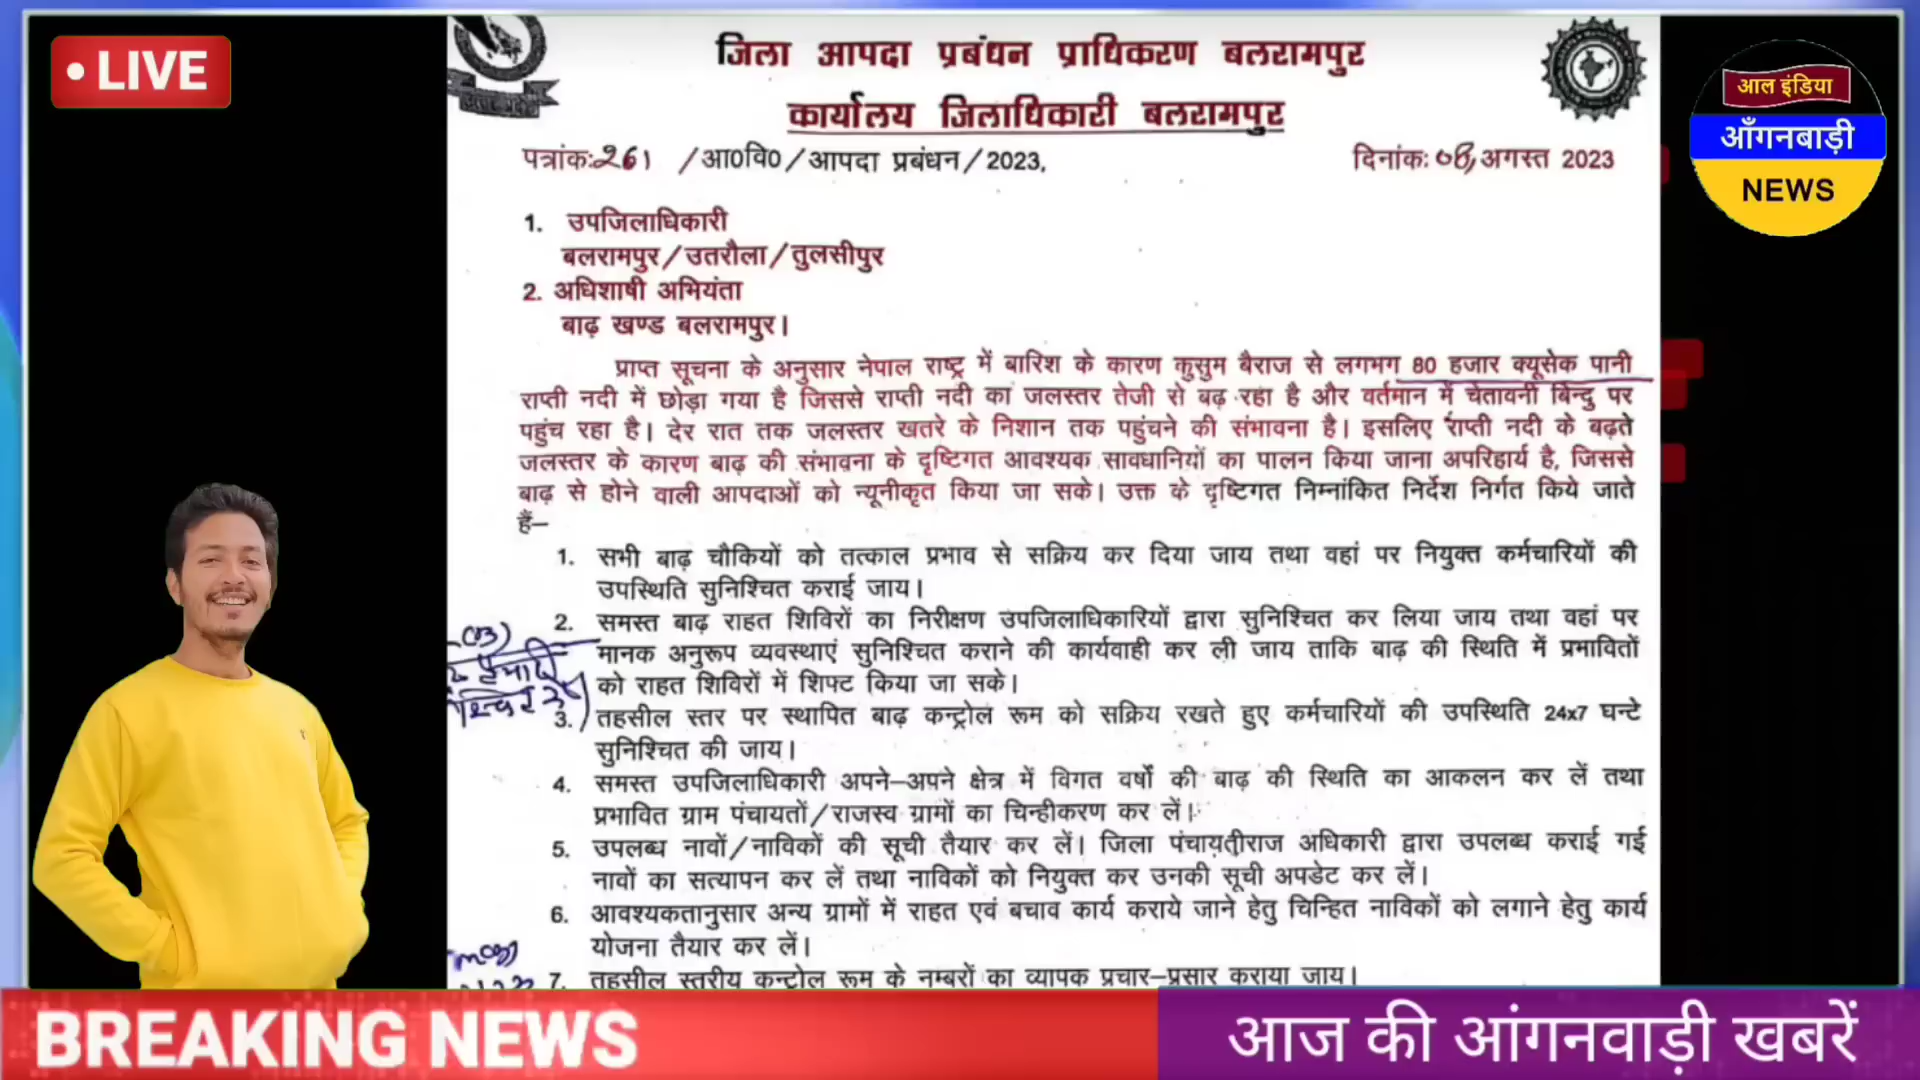 LIVE
जिला आपदा प्रबंधन प्राधिकरण बलरामपुर
कार्यालय जिलाधिकारी बलरामपुर
पत्रांकः261 /आ0वि0/आपदा प्रबंधन/2023,
दिनांकः 08, अगस्त 2023
आल इंडिया
आँगनबाड़ी
NEWS
1. उपजिलाधिकारी
बलरामपुर/उतरौला/तुलसीपुर
2. अधिशाषी अभियंता
बाढ़ खण्ड बलरामपुर।
प्राप्त सूचना के अनुसार नेपाल राष्ट्र में बारिश के कारण कुसुम बैराज से लगभग 80 हजार क्यूसेक पानी
राप्ती नदी में छोड़ा गया है जिससे राप्ती नदी का जलस्तर तेजी से बढ़ रहा है और वर्तमान में चेतावनी बिन्दु पर
पहुंच रहा है। देर रात तक जलस्तर खतरे के निशान तक पहुंचने की संभावना है। इसलिए राप्ती नदी के बढ़ते
जलस्तर के कारण बाढ़ की संभावना के दृष्टिगत आवश्यक सावधानियों का पालन किया जाना अपरिहार्य है, जिससे
बाढ़ से होने वाली आपदाओं को न्यूनीकृत किया जा सके। उक्त के दृष्टिगत निम्नांकित निर्देश निर्गत किये जाते
हैं–
1. सभी बाढ़ चौकियों को तत्काल प्रभाव से सक्रिय कर दिया जाय तथा वहां पर नियुक्त कर्मचारियों की
उपस्थिति सुनिश्चित कराई जाय।
2. समस्त बाढ़ राहत शिविरों का निरीक्षण उपजिलाधिकारियों द्वारा सुनिश्चित कर लिया जाय तथा वहां पर
मानक अनुरूप व्यवस्थाएं सुनिश्चित कराने की कार्यवाही कर ली जाय ताकि बाढ़ की स्थिति में प्रभावितों
को राहत शिविरों में शिफ्ट किया जा सके।
3. तहसील स्तर पर स्थापित बाढ़ कन्ट्रोल रूम को सक्रिय रखते हुए कर्मचारियों की उपस्थिति 24x7 घन्टे
सुनिश्चित की जाय।
4. समस्त उपजिलाधिकारी अपने–अपने क्षेत्र में विगत वर्षों की बाढ़ की स्थिति का आकलन कर लें तथा
प्रभावित ग्राम पंचायतों/राजस्व ग्रामों का चिन्हीकरण कर लें।
5. उपलब्ध नावों/नाविकों की सूची तैयार कर लें। जिला पंचायतीराज अधिकारी द्वारा उपलब्ध कराई गई
नावों का सत्यापन कर लें तथा नाविकों को नियुक्त कर उनकी सूची अपडेट कर लें।
6. आवश्यकतानुसार अन्य ग्रामों में राहत एवं बचाव कार्य कराये जाने हेतु चिन्हित नाविकों को लगाने हेतु कार्य
योजना तैयार कर लें।
7. तहसील स्तरीय कन्ट्रोल रूम के नम्बरों का व्यापक प्रचार–प्रसार कराया जाय।
BREAKING NEWS
आज की आंगनवाड़ी खबरें